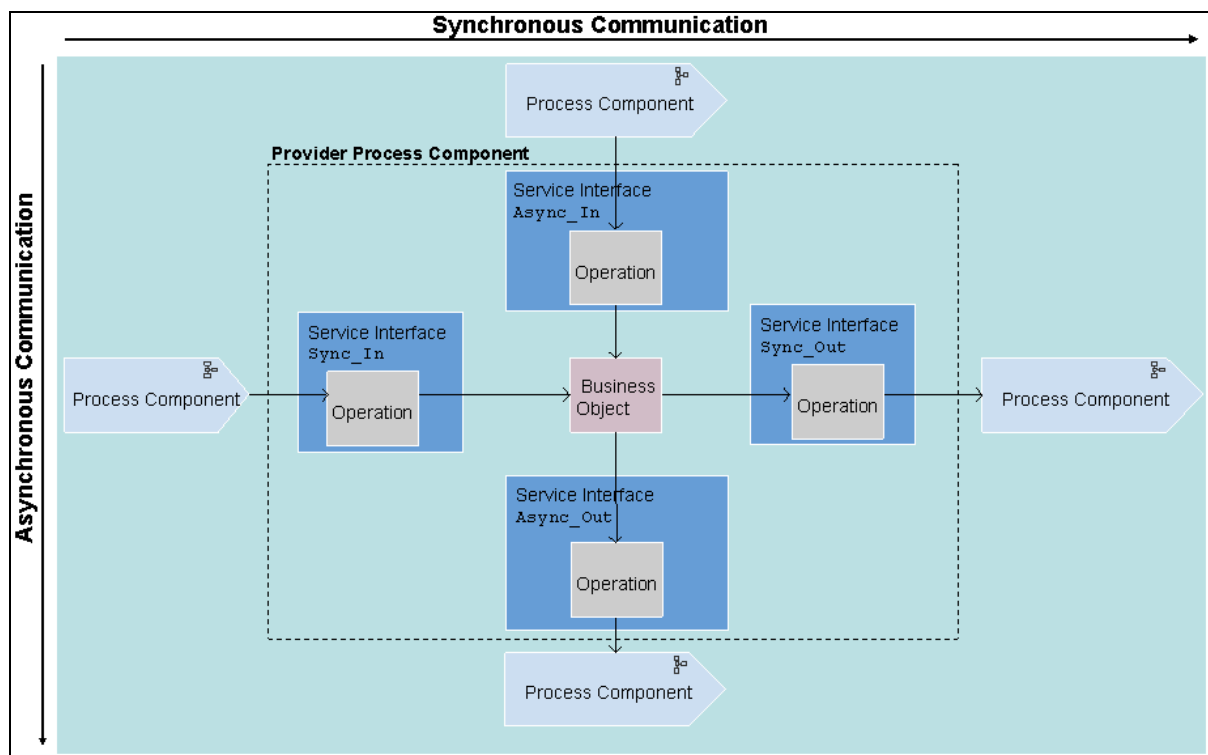 Synchronous Communication
Asynchronous Communication
Process Component
Provider Process Component
Service Interface
Async_In
Operation
Service Interface
Sync_In
Operation
Service Interface
Sync_Out
Operation
Process Component
Business
Object
Process Component
Service Interface
Async_Out
Operation
Process Component